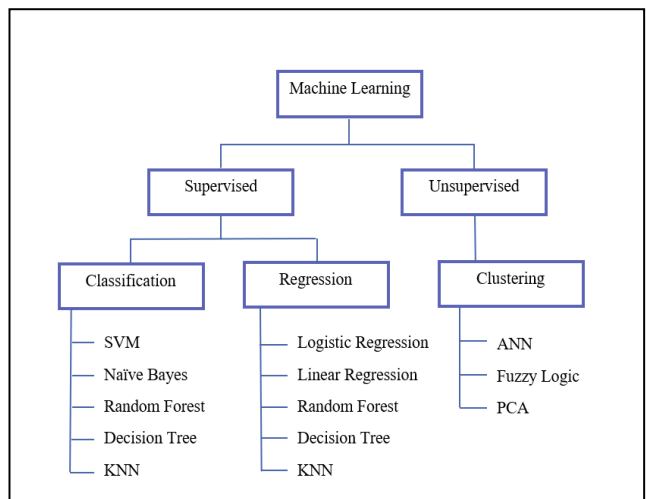 Machine Learning
Supervised
Unsupervised
Classification
Regression
Clustering
SVM
Naïve Bayes
Random Forest
Decision Tree
KNN
Logistic Regression
Linear Regression
Random Forest
Decision Tree
KNN
ANN
Fuzzy Logic
PCA